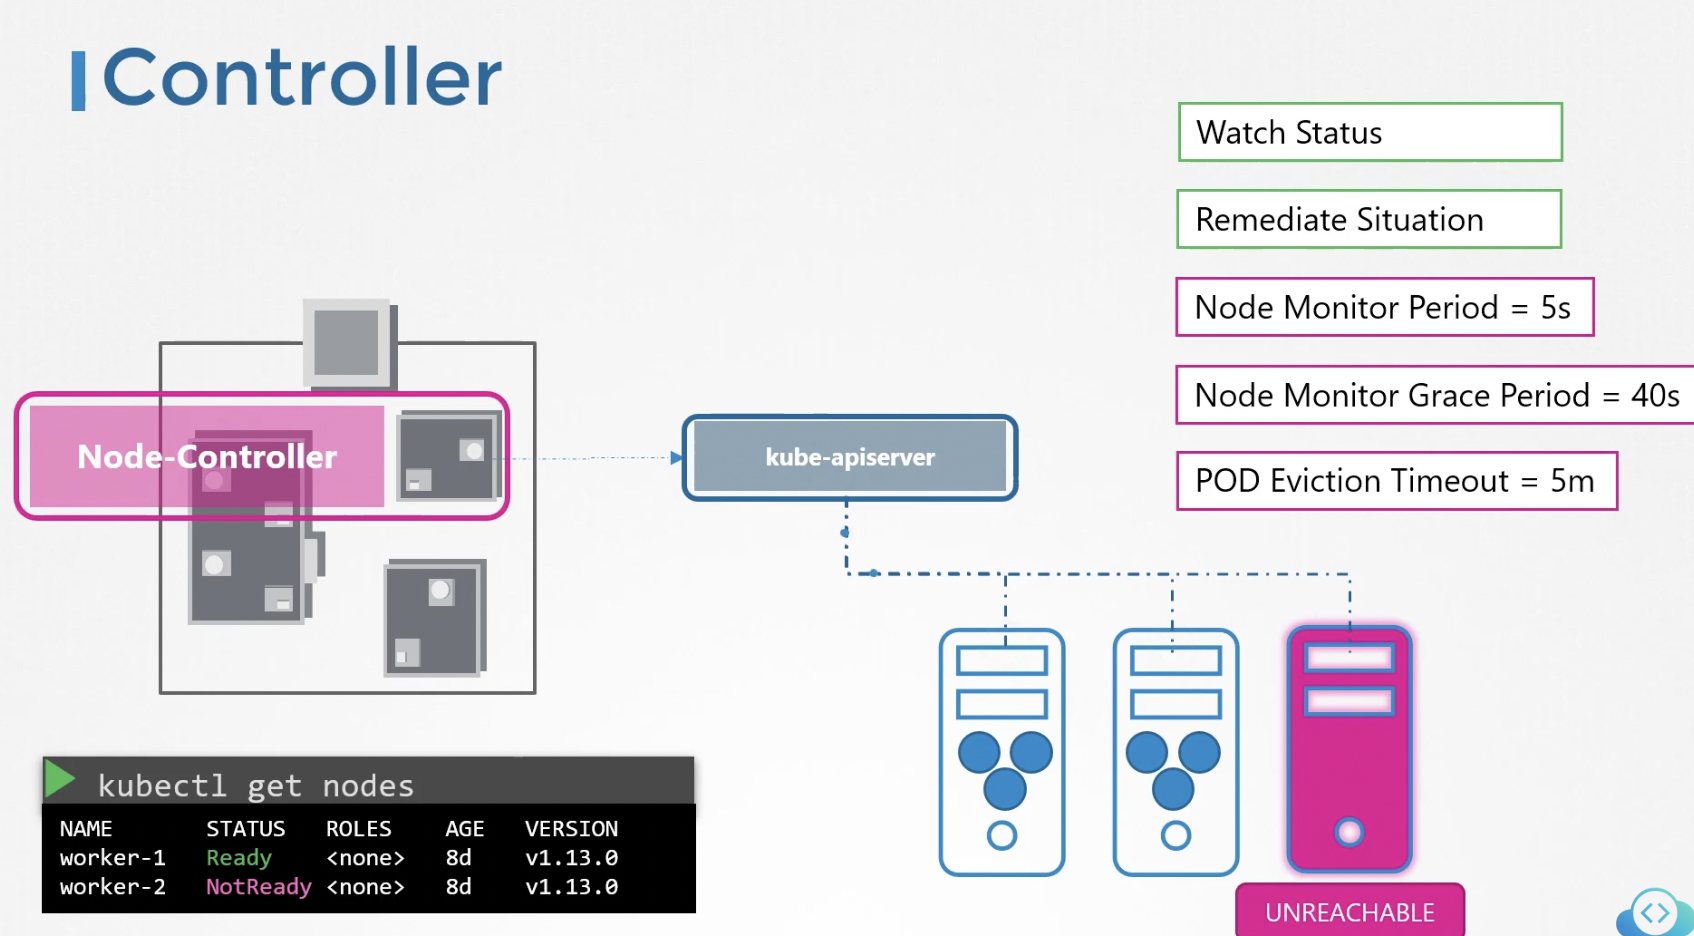 Controller
Watch Status
Remediate Situation
Node Monitor Period = 5s
Node Monitor Grace Period = 40s
POD Eviction Timeout = 5m
Node-Controller
kube-apiserver
kubectl get nodes
NAME STATUS ROLES AGE VERSION
worker-1 Ready <none> 8d v1.13.0
worker-2 NotReady <none> 8d v1.13.0
UNREACHABLE